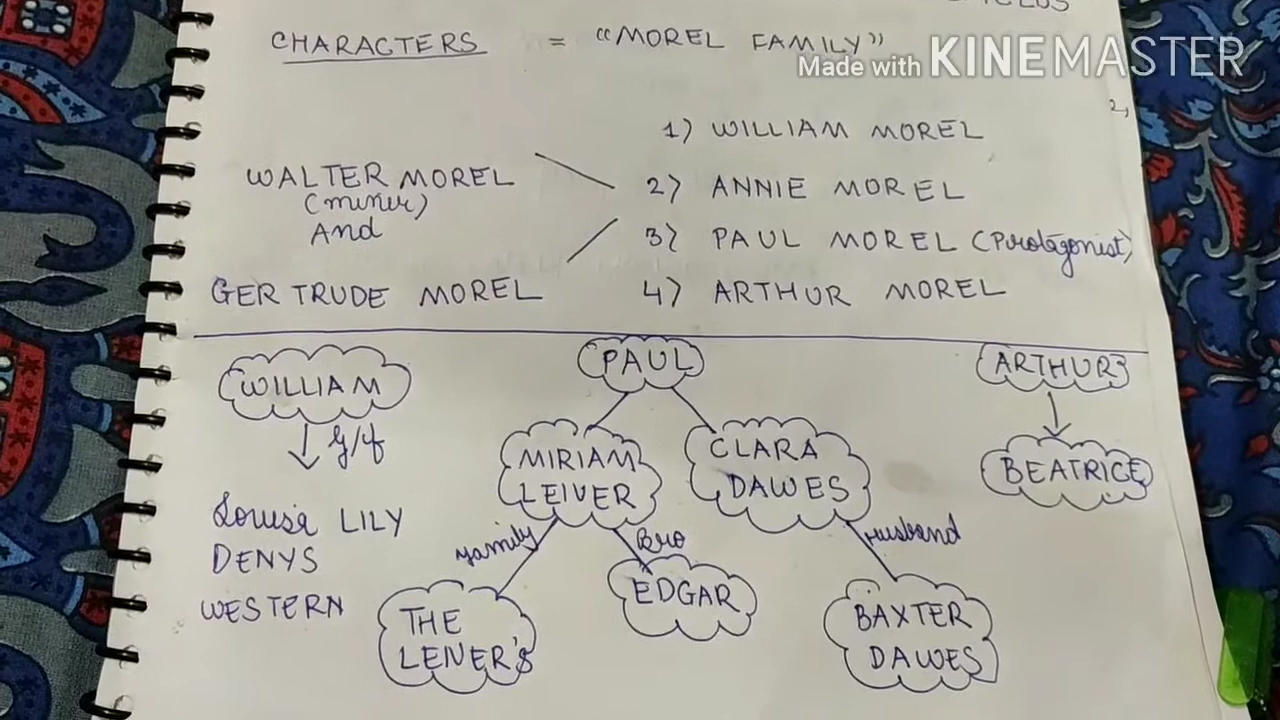 CHARACTERS = "MOREL FAMILY"
Made with KINEMASTER
1) WILLIAM MOREL
WALTER MOREL
(miner)
And
GERTRUDE MOREL
2) ANNIE MOREL
3) PAUL MOREL (Protagonist)
4) ARTHUR MOREL
WILLIAM
g/f
Louisa LILY
DENYS
WESTERN
PAUL
MIRIAM
LEIVER
family
Bro
THE
LEIVER'S
EDGAR
CLARA
DAWES
Husband
BAXTER
DAWES
ARTHUR
BEATRICE